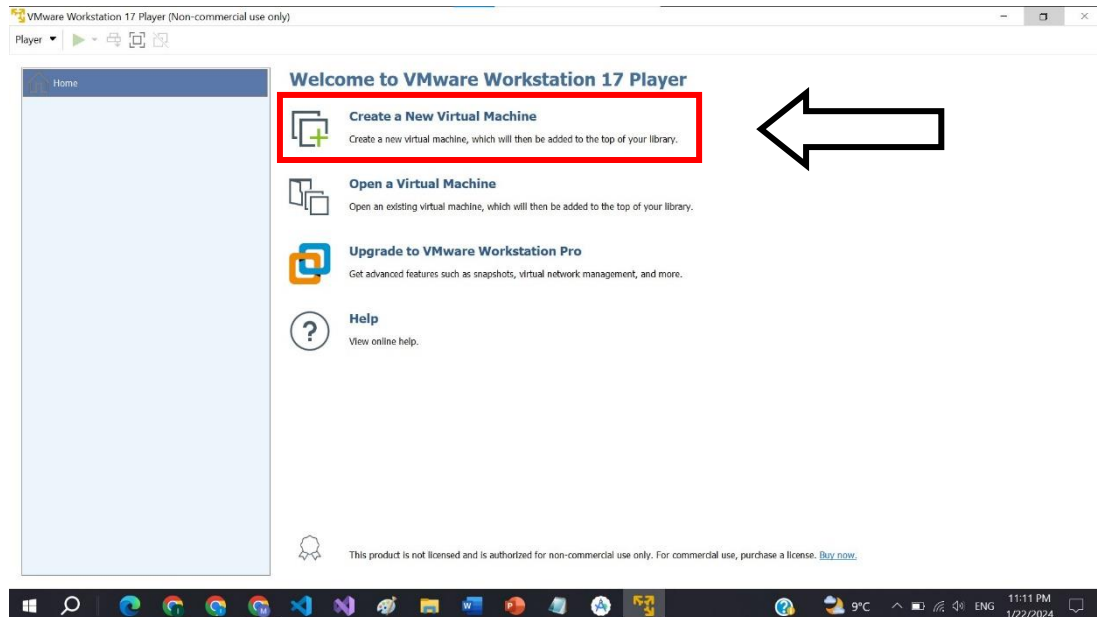 VMware Workstation 17 Player (Non-commercial use only)
Player
Home
Welcome to VMware Workstation 17 Player
Create a New Virtual Machine
Create a new virtual machine, which will then be added to the top of your library.
Open a Virtual Machine
Open an existing virtual machine, which will then be added to the top of your library.
Upgrade to VMware Workstation Pro
Get advanced features such as snapshots, virtual network management, and more.
?
Help
View online help.
This product is not licensed and is authorized for non-commercial use only. For commercial use, purchase a license. Buy now.
9°C
ENG
11:11 PM
1/22/2024